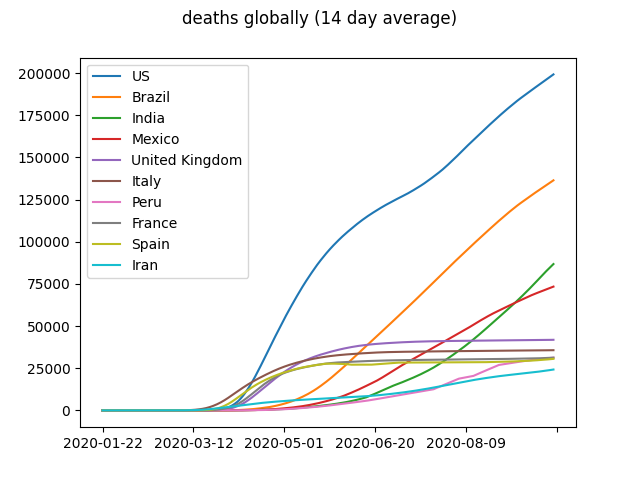 deaths globally (14 day average)
US
Brazil
India
Mexico
United Kingdom
Italy
Peru
France
Spain
Iran
200000
175000
150000
125000
100000
75000
50000
25000
0
2020-01-22 2020-03-12 2020-05-01 2020-06-20 2020-08-09